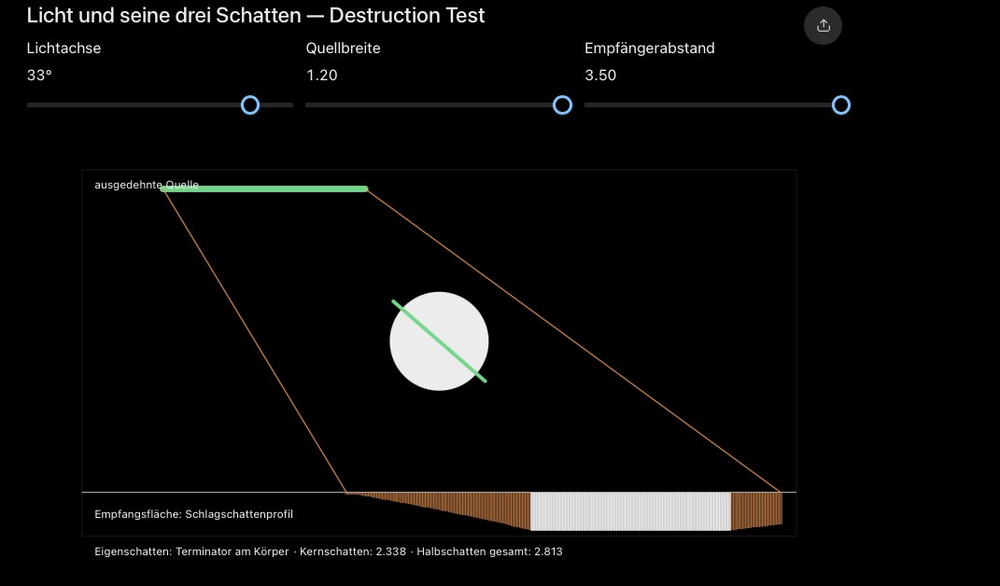 Licht und seine drei Schatten — Destruction Test
Lichtachse
33°
Quellbreite
1.20
Empfängerabstand
3.50
ausgedehnte Quelle
Empfangsfläche: Schlagschattenprofil
Eigenschatten: Terminator am Körper · Kernschatten: 2.338 · Halbschatten gesamt: 2.813